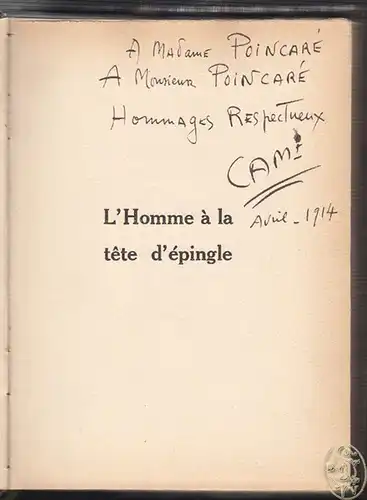 A Madame POINCARÉ
A Monsieur POINCARÉ
Hommages Respectueux
CAMI
Avril - 1914
L'Homme à la
tête d'épingle